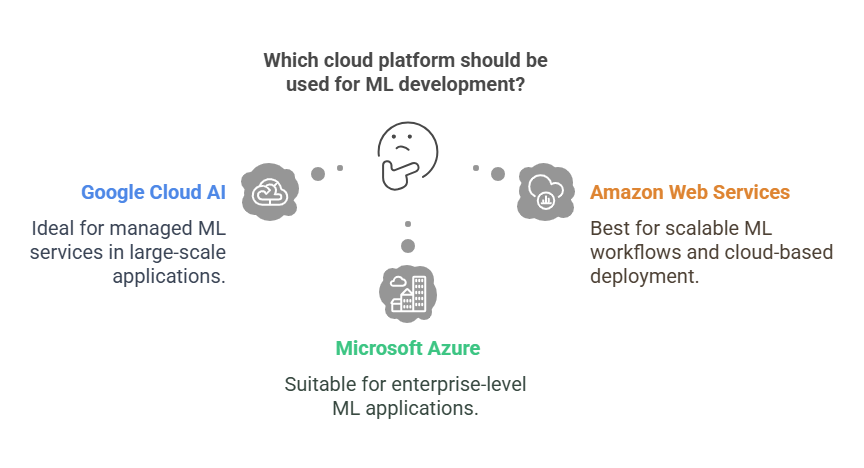 Which cloud platform should be
used for ML development?
Google Cloud AI
Ideal for managed ML
services in large-scale
applications.
Amazon Web Services
Best for scalable ML
workflows and cloud-based
deployment.
Microsoft Azure
Suitable for enterprise-level
ML applications.